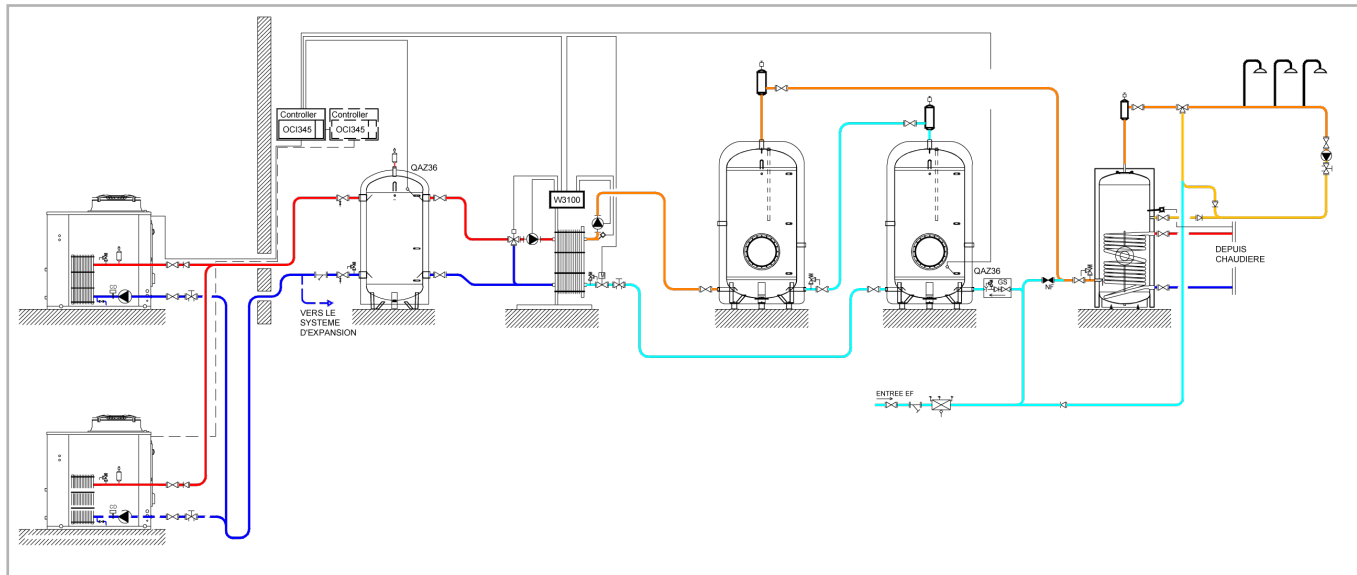 Controller
Controller
OCI345
OCI345
QAZ36
W3100
VERS LE
SYSTEME
D'EXPANSION
QAZ36
GS
NF
DEPUIS
CHAUDIERE
ENTREE EF